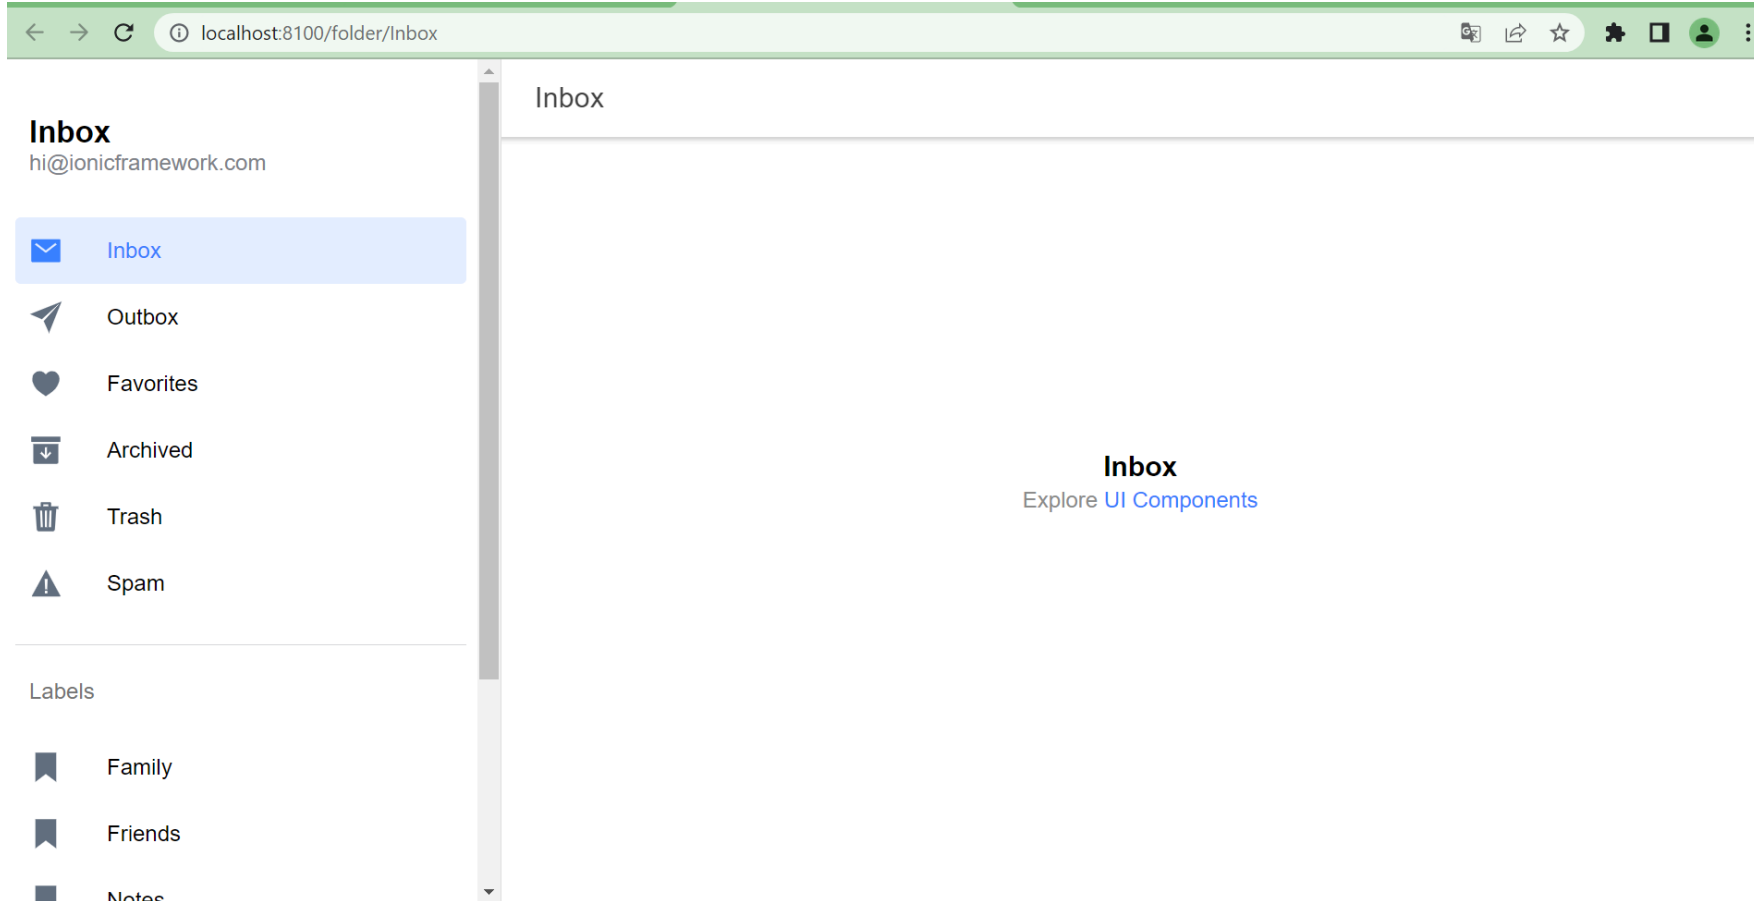 localhost:8100/folder/Inbox
Inbox
hi@ionicframework.com
Inbox
Outbox
Favorites
Archived
Trash
Spam
Labels
Family
Friends
Notes
Inbox
Inbox
Explore UI Components